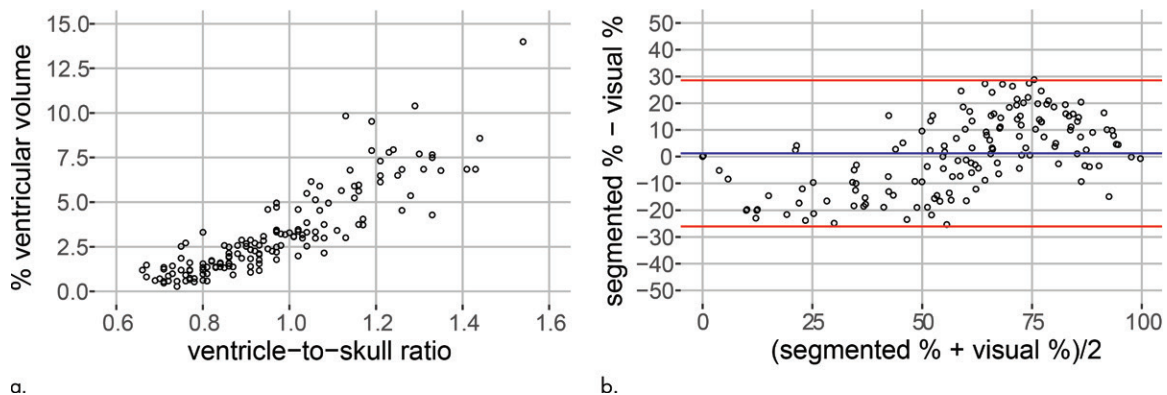 15.0
12.5
10.0
7.5
5.0
2.5
0.0
% ventricular volume
0.6 0.8 1.0 1.2 1.4 1.6
ventricle-to-skull ratio
a.
50
40
30
20
10
0
−10
−20
−30
−40
−50
segmented % − visual %
0 25 50 75 100
(segmented % + visual %)/2
b.